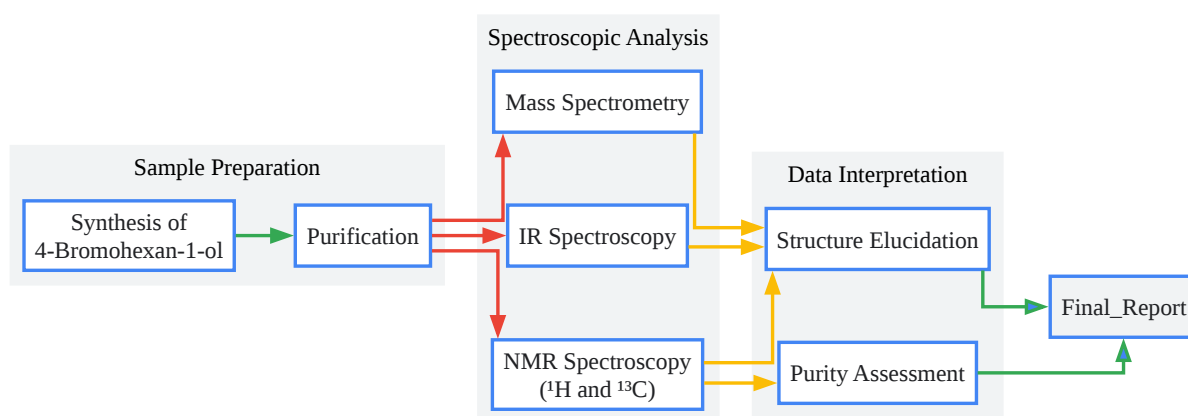 Sample Preparation
Synthesis of
4-Bromohexan-1-ol
Purification
Spectroscopic Analysis
Mass Spectrometry
IR Spectroscopy
NMR Spectroscopy
(¹H and ¹³C)
Data Interpretation
Structure Elucidation
Purity Assessment
Final_Report